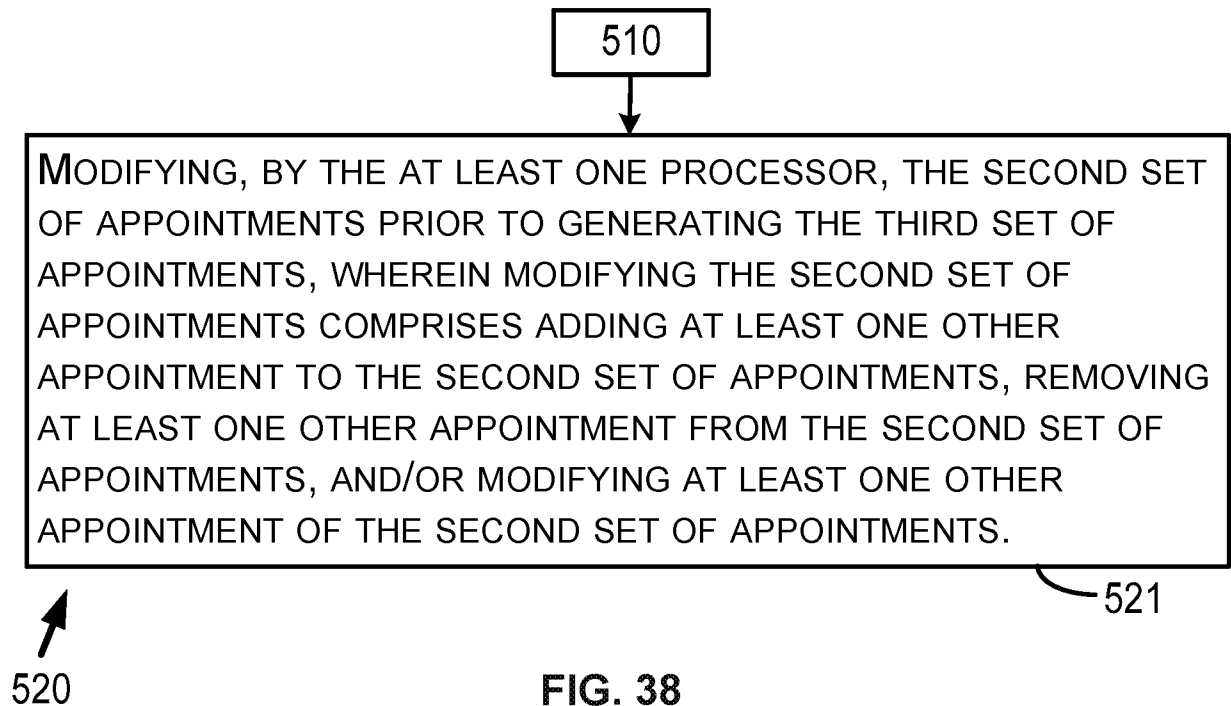 510
MODIFYING, BY THE AT LEAST ONE PROCESSOR, THE SECOND SET
OF APPOINTMENTS PRIOR TO GENERATING THE THIRD SET OF
APPOINTMENTS, WHEREIN MODIFYING THE SECOND SET OF
APPOINTMENTS COMPRISES ADDING AT LEAST ONE OTHER
APPOINTMENT TO THE SECOND SET OF APPOINTMENTS, REMOVING
AT LEAST ONE OTHER APPOINTMENT FROM THE SECOND SET OF
APPOINTMENTS, AND/OR MODIFYING AT LEAST ONE OTHER
APPOINTMENT OF THE SECOND SET OF APPOINTMENTS.
521
520
FIG. 38